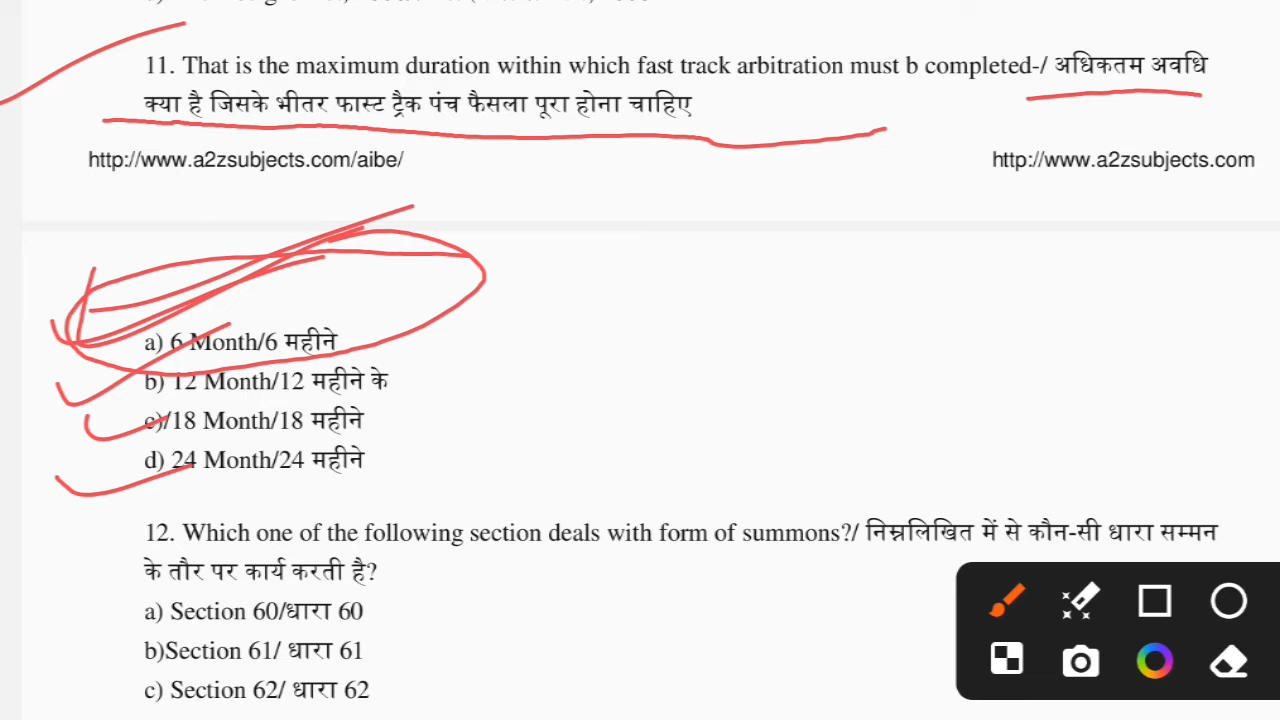 11. That is the maximum duration within which fast track arbitration must b completed-/ अधिकतम अवधि
क्या है जिसके भीतर फास्ट ट्रैक पंच फैसला पूरा होना चाहिए
http://www.a2zsubjects.com/aibe/ http://www.a2zsubjects.com
a) 6 Month/6 महीने
b) 12 Month/12 महीने के
c)/18 Month/18 महीने
d) 24 Month/24 महीने
12. Which one of the following section deals with form of summons?/ निम्नलिखित में से कौन-सी धारा सम्मन
के तौर पर कार्य करती है?
a) Section 60/धारा 60
b)Section 61/ धारा 61
c) Section 62/ धारा 62